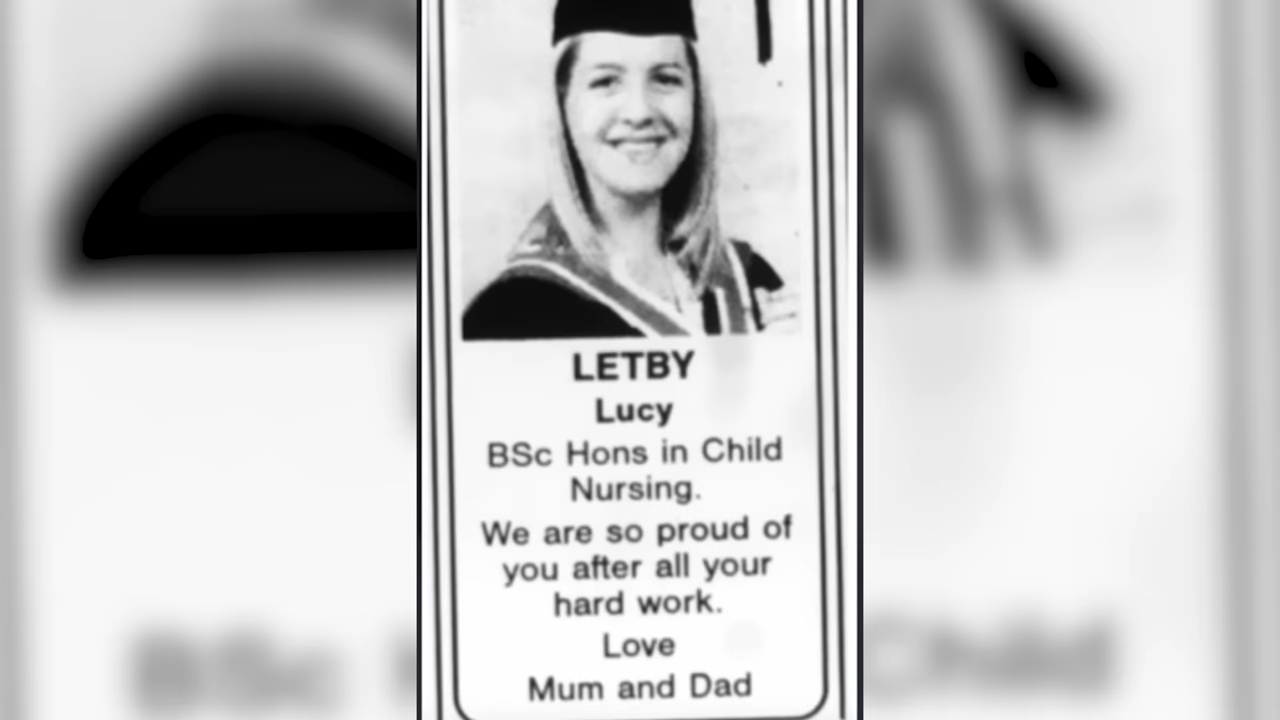 LETBY
Lucy
BSc Hons in Child
Nursing.
We are so proud of
you after all your
hard work.
Love
Mum and Dad